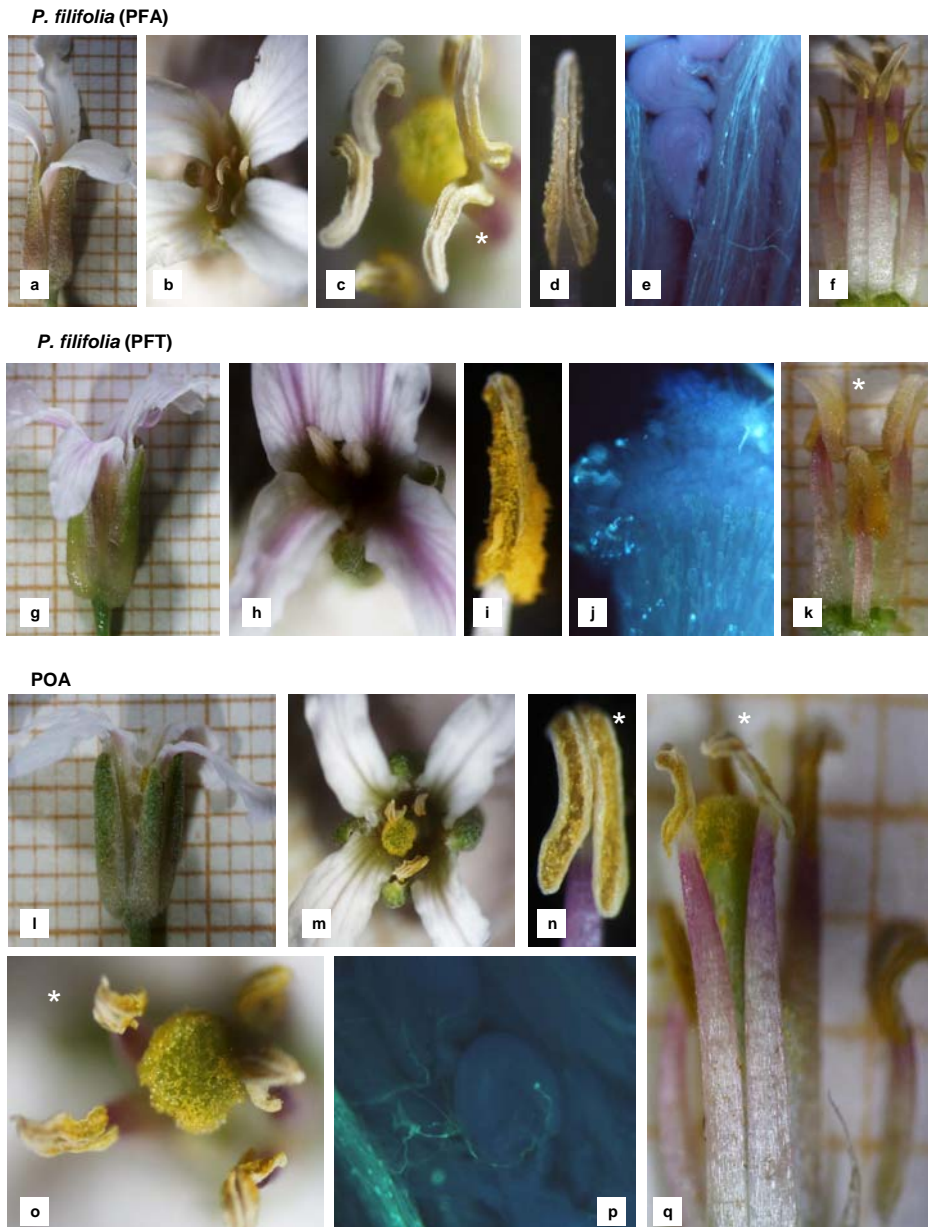 P. filifolia (PFA)
a b c * d e f
P. filifolia (PFT)
g h i j k *
POA
l m n * q *
o * p